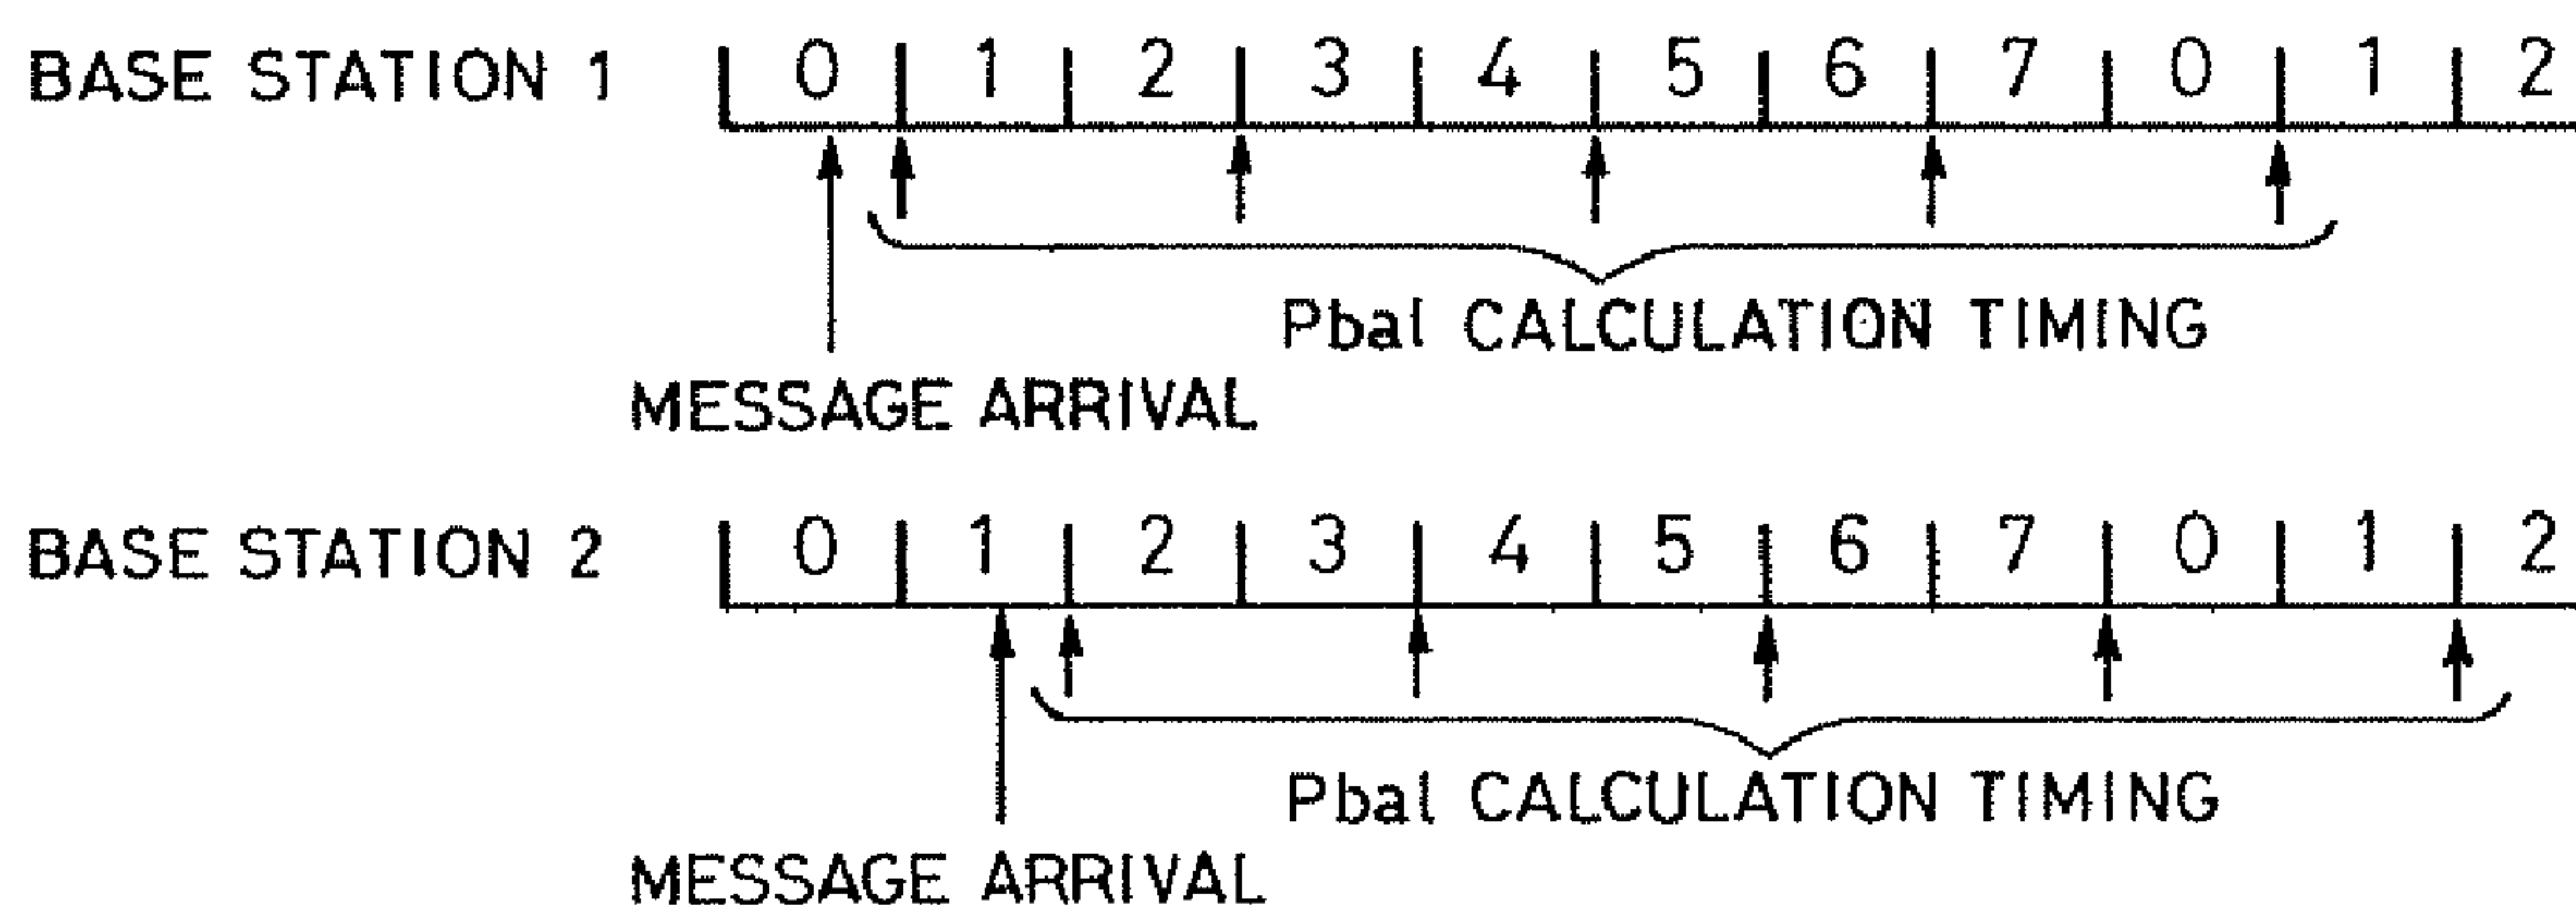 BASE STATION 1 0 1 2 3 4 5 6 7 0 1 2
Pbal CALCULATION TIMING
MESSAGE ARRIVAL
BASE STATION 2 0 1 2 3 4 5 6 7 0 1 2
Pbal CALCULATION TIMING
MESSAGE ARRIVAL